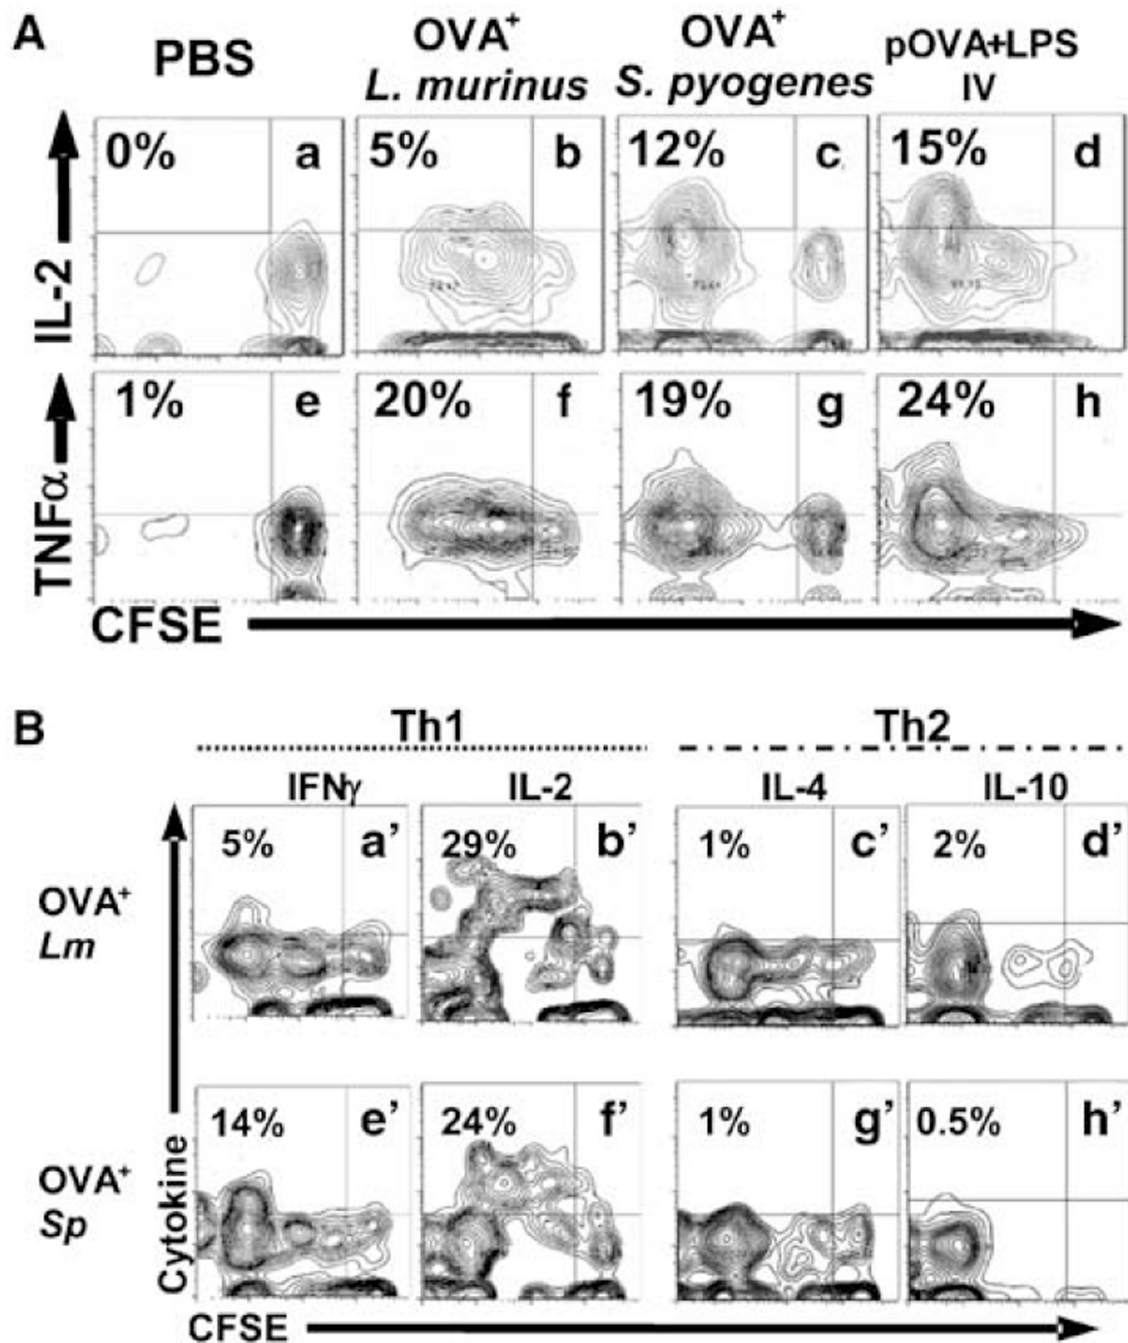 A
PBS
OVA⁺ L. murinus
OVA⁺ S. pyogenes
pOVA+LPS IV
IL-2
0% a
5% b
12% c
15% d
TNFα
1% e
20% f
19% g
24% h
CFSE
B
Th1
Th2
IFNγ
IL-2
IL-4
IL-10
OVA⁺ Lm
5% a’
29% b’
1% c’
2% d’
OVA⁺ Sp
14% e’
24% f’
1% g’
0.5% h’
Cytokine
CFSE